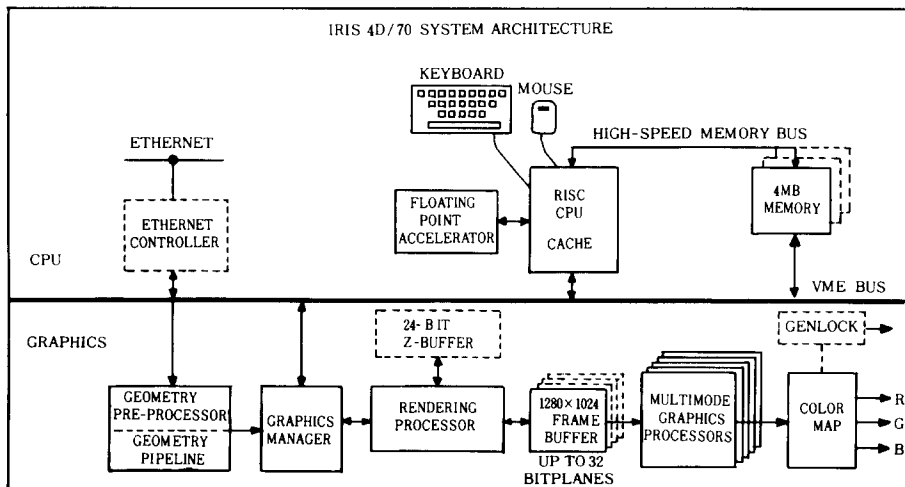 IRIS 4D/70 SYSTEM ARCHITECTURE
KEYBOARD
MOUSE
HIGH-SPEED MEMORY BUS
ETHERNET
ETHERNET
CONTROLLER
FLOATING
POINT
ACCELERATOR
RISC
CPU
CACHE
4MB
MEMORY
CPU
VME BUS
GRAPHICS
24-BIT
Z-BUFFER
GENLOCK
GEOMETRY
PRE-PROCESSOR
GEOMETRY
PIPELINE
GRAPHICS
MANAGER
RENDERING
PROCESSOR
1280×1024
FRAME
BUFFER
UP TO 32
BITPLANES
MULTIMODE
GRAPHICS
PROCESSORS
COLOR
MAP
R
G
B